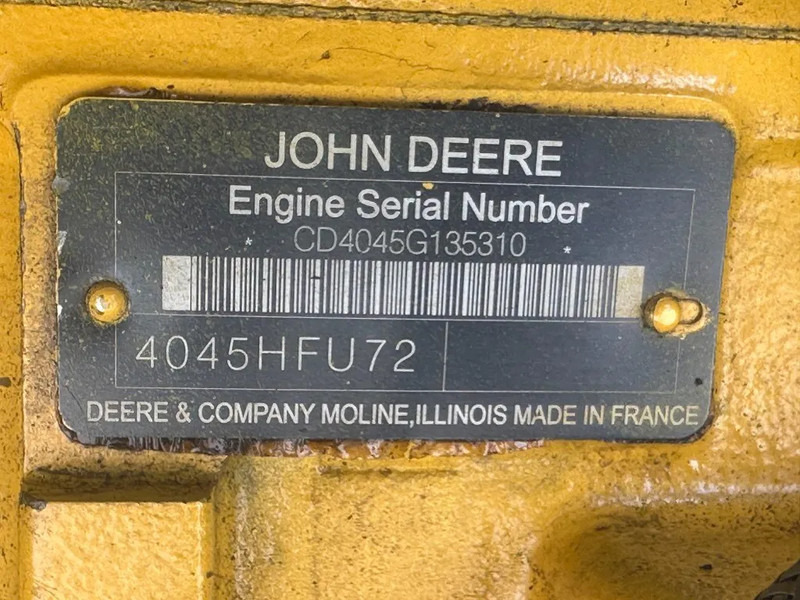 JOHN DEERE
Engine Serial Number
* CD4045G135310 *
4045HFU72
DEERE & COMPANY MOLINE,ILLINOIS MADE IN FRANCE